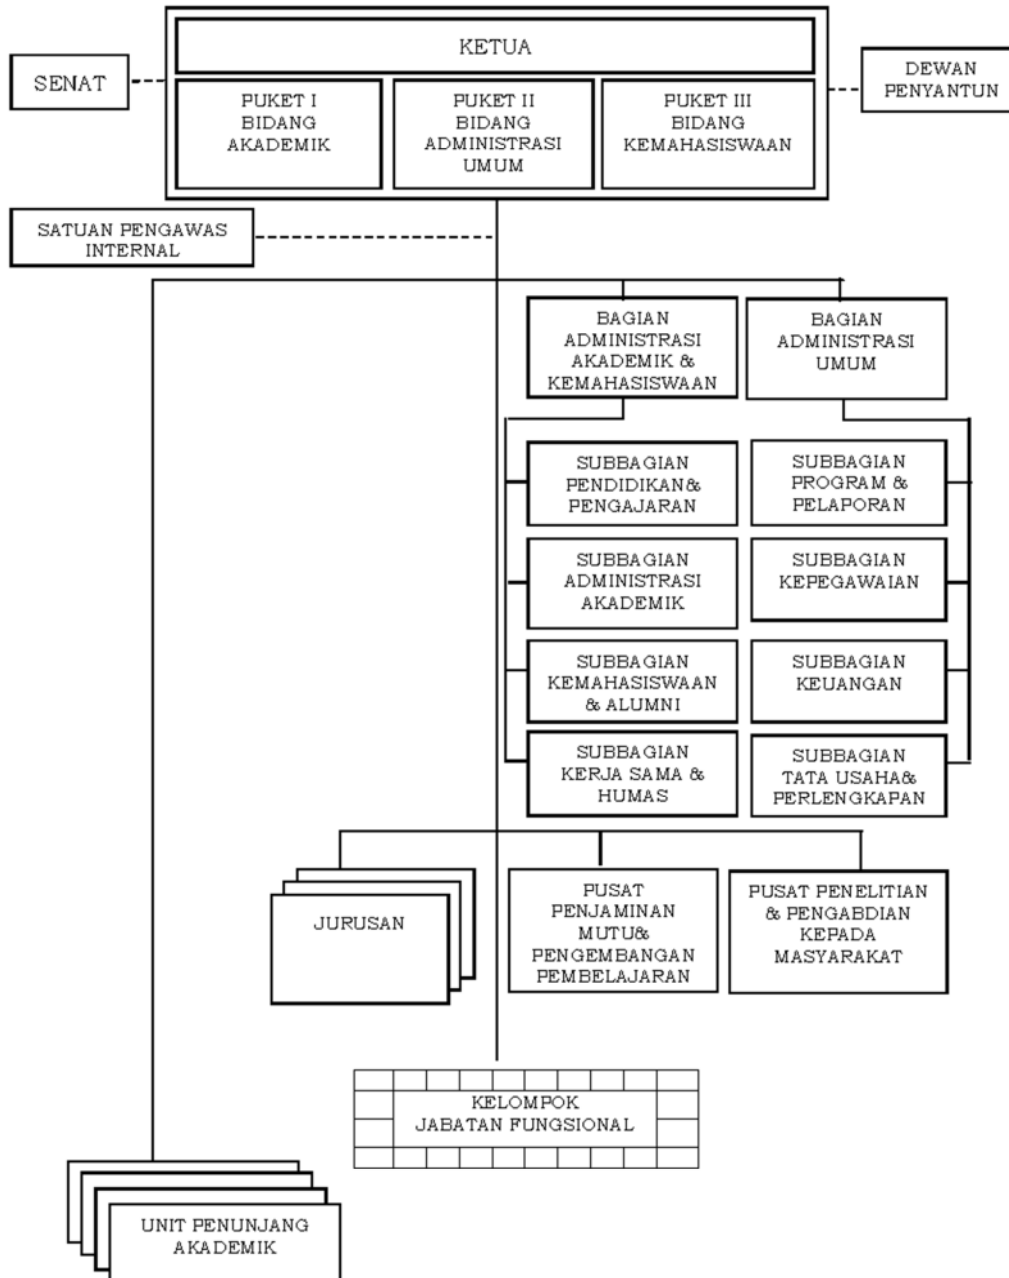 KETUA
SENAT
DEWAN
PENYANTUN
PUKET I
BIDANG
AKADEMIK
PUKET II
BIDANG
ADMINISTRASI
UMUM
PUKET III
BIDANG
KEMAHASISWAAN
SATUAN PENGAWAS
INTERNAL
BAGIAN
ADMINISTRASI
AKADEMIK &
KEMAHASISWAAN
BAGIAN
ADMINISTRASI
UMUM
SUBBAGIAN
PENDIDIKAN&
PENGAJARAN
SUBBAGIAN
PROGRAM &
PELAPORAN
SUBBAGIAN
ADMINISTRASI
AKADEMIK
SUBBAGIAN
KEPEGAWAIAN
SUBBAGIAN
KEMAHASISWAAN
& ALUMNI
SUBBAGIAN
KEUANGAN
SUBBAGIAN
KERJA SAMA &
HUMAS
SUBBAGIAN
TATA USAHA&
PERLENGKAPAN
JURUSAN
PUSAT
PENJAMINAN
MUTU&
PENGEMBANGAN
PEMBELAJARAN
PUSAT PENELITIAN
& PENGABDIAN
KEPADA
MASYARAKAT
KELOMPOK
JABATAN FUNGSIONAL
UNIT PENUNJANG
AKADEMIK